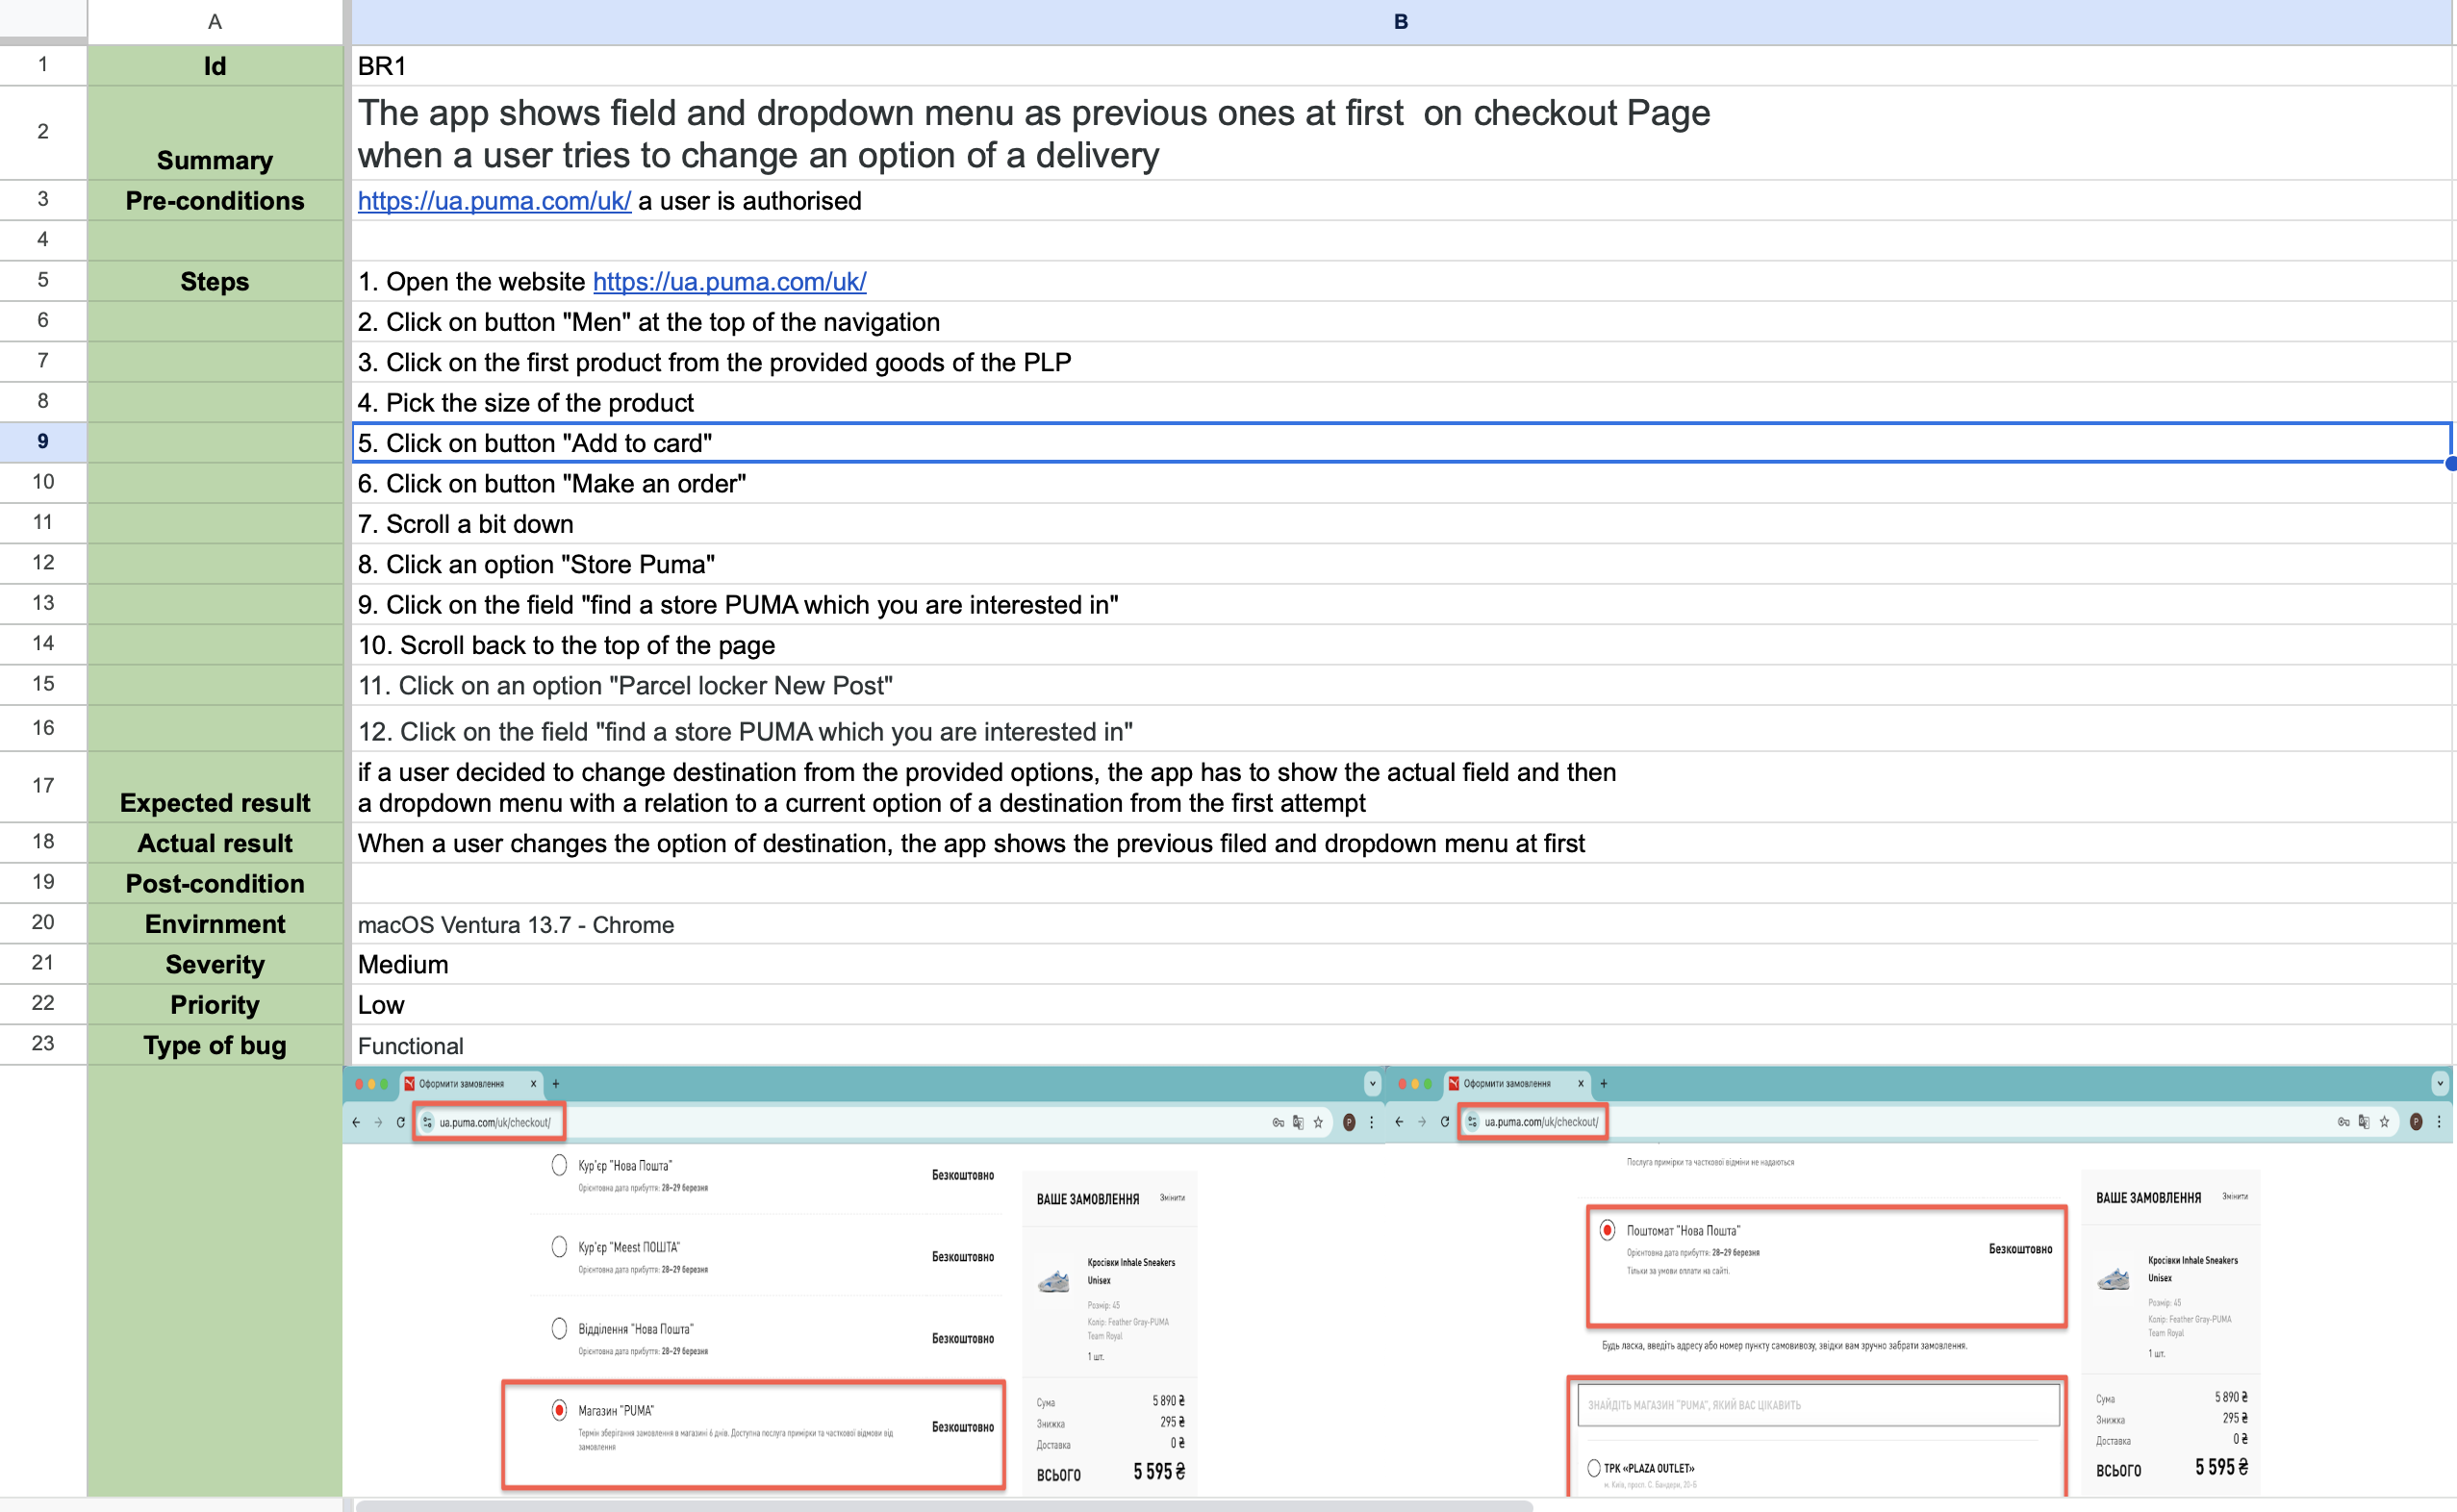 A
B
1
Id
BR1
2
Summary
The app shows field and dropdown menu as previous ones at first  on checkout Page
when a user tries to change an option of a delivery
3
Pre-conditions
https://ua.puma.com/uk/ a user is authorised
4
5
Steps
1. Open the website https://ua.puma.com/uk/
6
2. Click on button "Men" at the top of the navigation
7
3. Click on the first product from the provided goods of the PLP
8
4. Pick the size of the product
9
5. Click on button "Add to card"
10
6. Click on button "Make an order"
11
7. Scroll a bit down
12
8. Click an option "Store Puma"
13
9. Click on the field "find a store PUMA which you are interested in"
14
10. Scroll back to the top of the page
15
11. Click on an option "Parcel locker New Post"
16
12. Click on the field "find a store PUMA which you are interested in"
17
Expected result
if a user decided to change destination from the provided options, the app has to show the actual field and then
a dropdown menu with a relation to a current option of a destination from the first attempt
18
Actual result
When a user changes the option of destination, the app shows the previous filed and dropdown menu at first
19
Post-condition
20
Envirnment
macOS Ventura 13.7 - Chrome
21
Severity
Medium
22
Priority
Low
23
Type of bug
Functional
Оформити замовлення
ua.puma.com/uk/checkout/
P
Кур'єр "Нова Пошта"
Орієнтовна дата прибуття: 28–29 березня
Безкоштовно
Кур'єр "Meest ПОШТА"
Орієнтовна дата прибуття: 28–29 березня
Безкоштовно
Відділення "Нова Пошта"
Орієнтовна дата прибуття: 28–29 березня
Безкоштовно
Магазин "PUMA"
Термін зберігання замовлення в магазині 6 днів. Доступна послуга примірки та часткової відмови від
замовлення
Безкоштовно
ВАШЕ ЗАМОВЛЕННЯ
Змінити
Кросівки Inhale Sneakers
Unisex
Розмір: 45
Колір: Feather Gray-PUMA
Team Royal
1 шт.
Сума
5 890 ₴
Знижка
295 ₴
Доставка
0 ₴
ВСЬОГО
5 595 ₴
Оформити замовлення
ua.puma.com/uk/checkout/
P
Послуга примірки та часткової відміни не надаються
Поштомат "Нова Пошта"
Орієнтовна дата прибуття: 28–29 березня
Тільки за умови оплати на сайті.
Безкоштовно
Будь ласка, введіть адресу або номер пункту самовивозу, звідки вам зручно забрати замовлення.
ЗНАЙДІТЬ МАГАЗИН "PUMA", ЯКИЙ ВАС ЦІКАВИТЬ
ТРК «PLAZA OUTLET»
м. Київ, просп. С. Бандери, 20-Б
ВАШЕ ЗАМОВЛЕННЯ
Змінити
Кросівки Inhale Sneakers
Unisex
Розмір: 45
Колір: Feather Gray-PUMA
Team Royal
1 шт.
Сума
5 890 ₴
Знижка
295 ₴
Доставка
0 ₴
ВСЬОГО
5 595 ₴